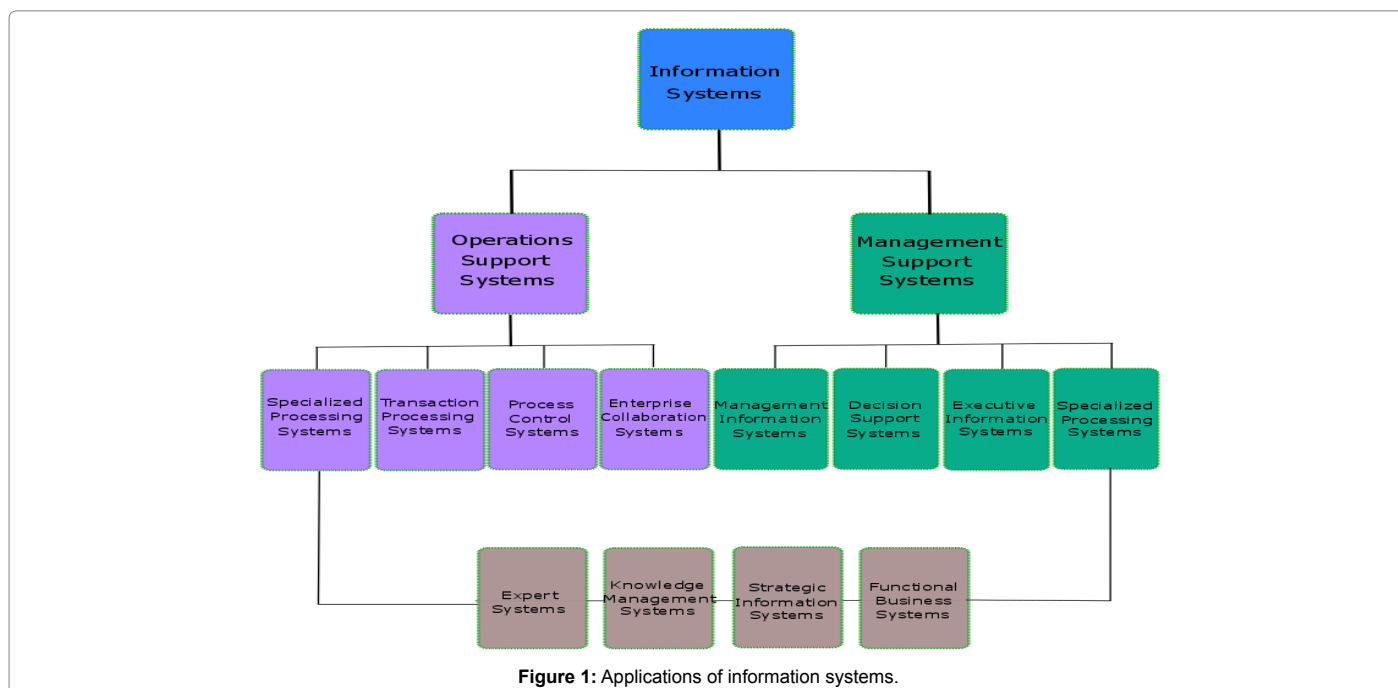 Information
Systems
Operations
Support
Systems
Management
Support
Systems
Specialized
Processing
Systems
Transaction
Processing
Systems
Process
Control
Systems
Enterprise
Collaboration
Systems
Management
Information
Systems
Decision
Support
Systems
Executive
Information
Systems
Specialized
Processing
Systems
Expert
Systems
Knowledge
Management
Systems
Strategic
Information
Systems
Functional
Business
Systems
Figure 1: Applications of information systems.